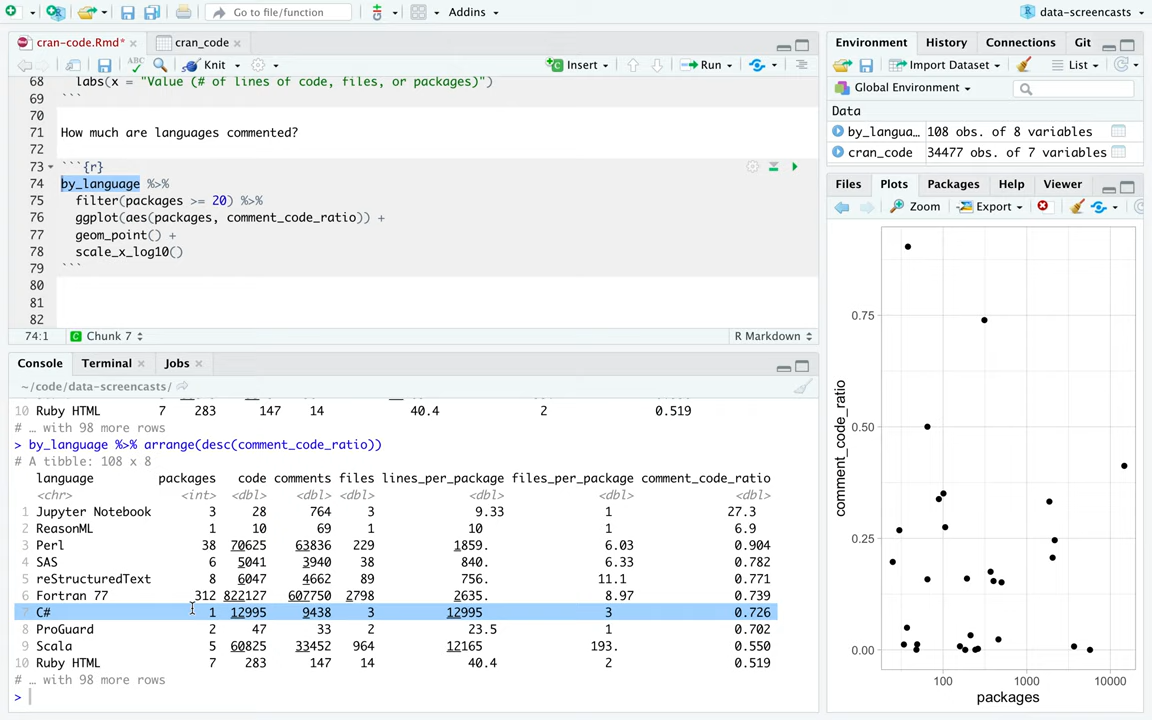 Go to file/function
Addins
data-screencasts
cran-code.Rmd*
cran_code
ABC
Knit
Insert
Run
68 labs(x = "Value (# of lines of code, files, or packages)")
69 ```
70
71 How much are languages commented?
72
73 ```{r}
74 by_language %>%
75 filter(packages >= 20) %>%
76 ggplot(aes(packages, comment_code_ratio)) +
77 geom_point() +
78 scale_x_log10()
79 ```
80
81
82
74:1 Chunk 7 R Markdown
Console Terminal Jobs
~/code/data-screencasts/
10 Ruby HTML 7 283 147 14 40.4 2 0.519
# … with 98 more rows
> by_language %>% arrange(desc(comment_code_ratio))
# A tibble: 108 x 8
language packages code comments files lines_per_package files_per_package comment_code_ratio
<chr> <int> <dbl> <dbl> <dbl> <dbl> <dbl> <dbl>
1 Jupyter Notebook 3 28 764 3 9.33 1 27.3
2 ReasonML 1 10 69 1 10 1 6.9
3 Perl 38 70625 63836 229 1859. 6.03 0.904
4 SAS 6 5041 3940 38 840. 6.33 0.782
5 reStructuredText 8 6047 4662 89 756. 11.1 0.771
6 Fortran 77 312 822127 607750 2798 2635. 8.97 0.739
7 C# 1 12995 9438 3 12995 3 0.726
8 ProGuard 2 47 33 2 23.5 1 0.702
9 Scala 5 60825 33452 964 12165 193. 0.550
10 Ruby HTML 7 283 147 14 40.4 2 0.519
# … with 98 more rows
>
Environment History Connections Git
Import Dataset List
Global Environment
Data
by_langua… 108 obs. of 8 variables
cran_code 34477 obs. of 7 variables
Files Plots Packages Help Viewer
Zoom Export
comment_code_ratio
0.75
0.50
0.25
0.00
100 1000 10000
packages